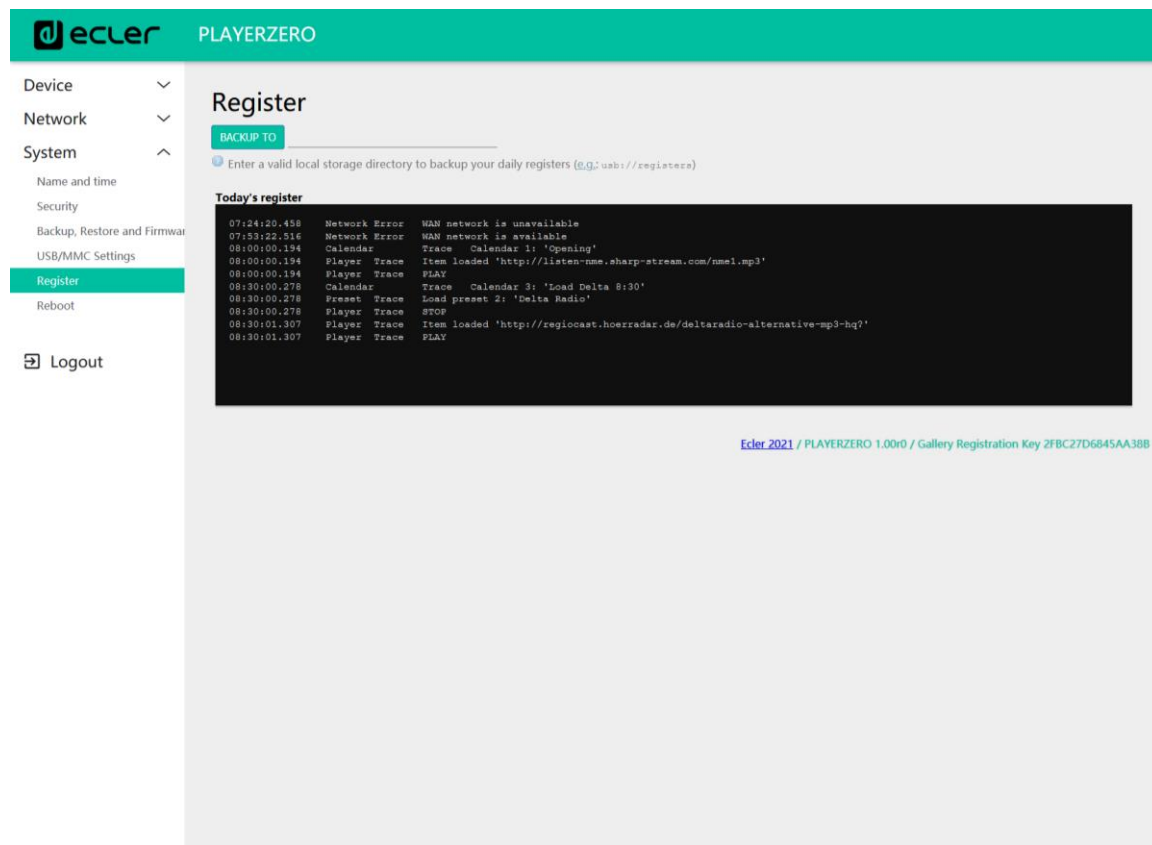 ecler
PLAYERZERO
Device
Network
System
Name and time
Security
Backup, Restore and Firmwar
USB/MMC Settings
Register
Reboot
Logout
Register
BACKUP TO
Enter a valid local storage directory to backup your daily registers (e.g.: usb://registers)
Today's register
07:24:20.458 Network Error WAN network is unavailable
07:53:22.516 Network Error WAN network is available
08:00:00.194 Calendar Trace Calendar 1: 'Opening'
08:00:00.194 Player Trace Item loaded 'http://listen-nme.sharp-stream.com/nme1.mp3'
08:00:00.194 Player Trace PLAY
08:30:00.278 Calendar Trace Calendar 3: 'Load Delta 8:30'
08:30:00.278 Preset Trace Load preset 2: 'Delta Radio'
08:30:00.278 Player Trace STOP
08:30:01.307 Player Trace Item loaded 'http://regiocast.hoerradar.de/deltaradio-alternative-mp3-hq?'
08:30:01.307 Player Trace PLAY
Ecler 2021 / PLAYERZERO 1.00r0 / Gallery Registration Key 2FBC27D6845AA38B